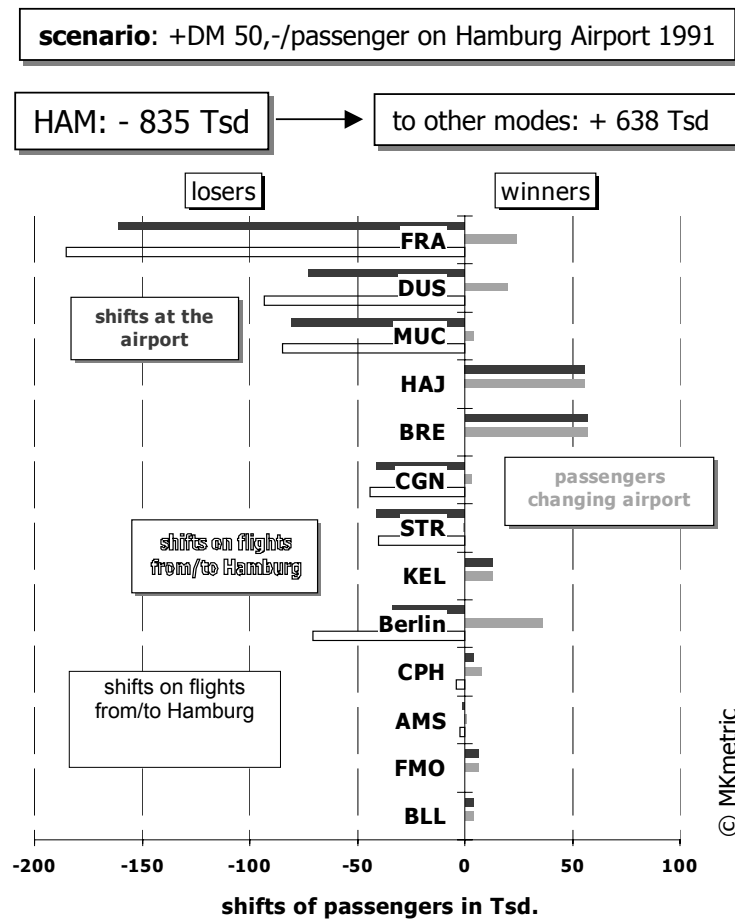 scenario: +DM 50,-/passenger on Hamburg Airport 1991
HAM: - 835 Tsd
to other modes: + 638 Tsd
losers
winners
FRA
DUS
shifts at the
airport
MUC
HAJ
BRE
CGN
passengers
changing airport
STR
shifts on flights
from/to Hamburg
KEL
Berlin
CPH
shifts on flights
from/to Hamburg
AMS
FMO
BLL
© MKmetric
-200 -150 -100 -50 0 50 100
shifts of passengers in Tsd.